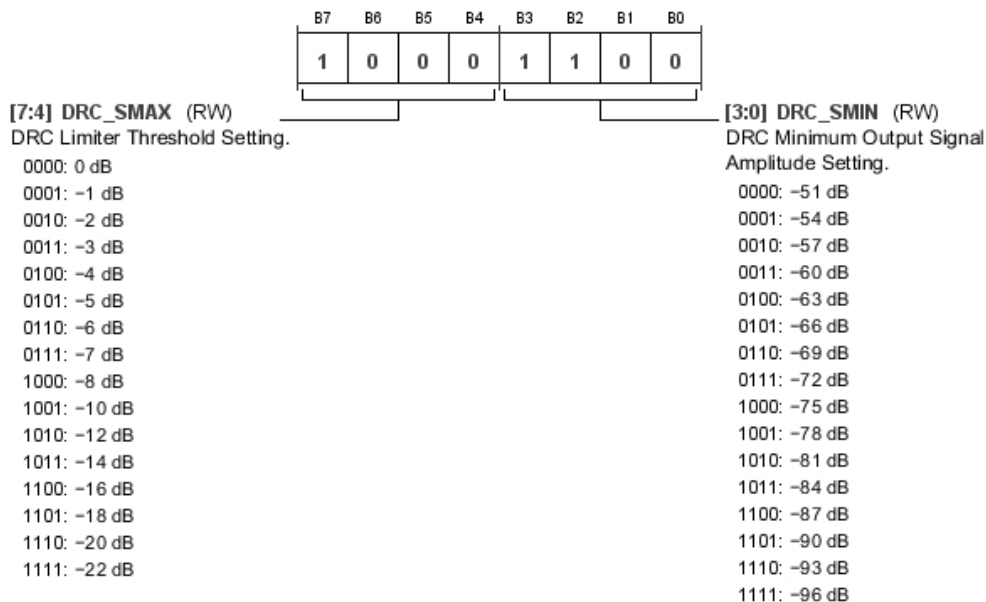 B7 B6 B5 B4 B3 B2 B1 B0
1 0 0 0 1 1 0 0
[7:4] DRC_SMAX (RW)
DRC Limiter Threshold Setting.
0000: 0 dB
0001: −1 dB
0010: −2 dB
0011: −3 dB
0100: −4 dB
0101: −5 dB
0110: −6 dB
0111: −7 dB
1000: −8 dB
1001: −10 dB
1010: −12 dB
1011: −14 dB
1100: −16 dB
1101: −18 dB
1110: −20 dB
1111: −22 dB
[3:0] DRC_SMIN (RW)
DRC Minimum Output Signal
Amplitude Setting.
0000: −51 dB
0001: −54 dB
0010: −57 dB
0011: −60 dB
0100: −63 dB
0101: −66 dB
0110: −69 dB
0111: −72 dB
1000: −75 dB
1001: −78 dB
1010: −81 dB
1011: −84 dB
1100: −87 dB
1101: −90 dB
1110: −93 dB
1111: −96 dB